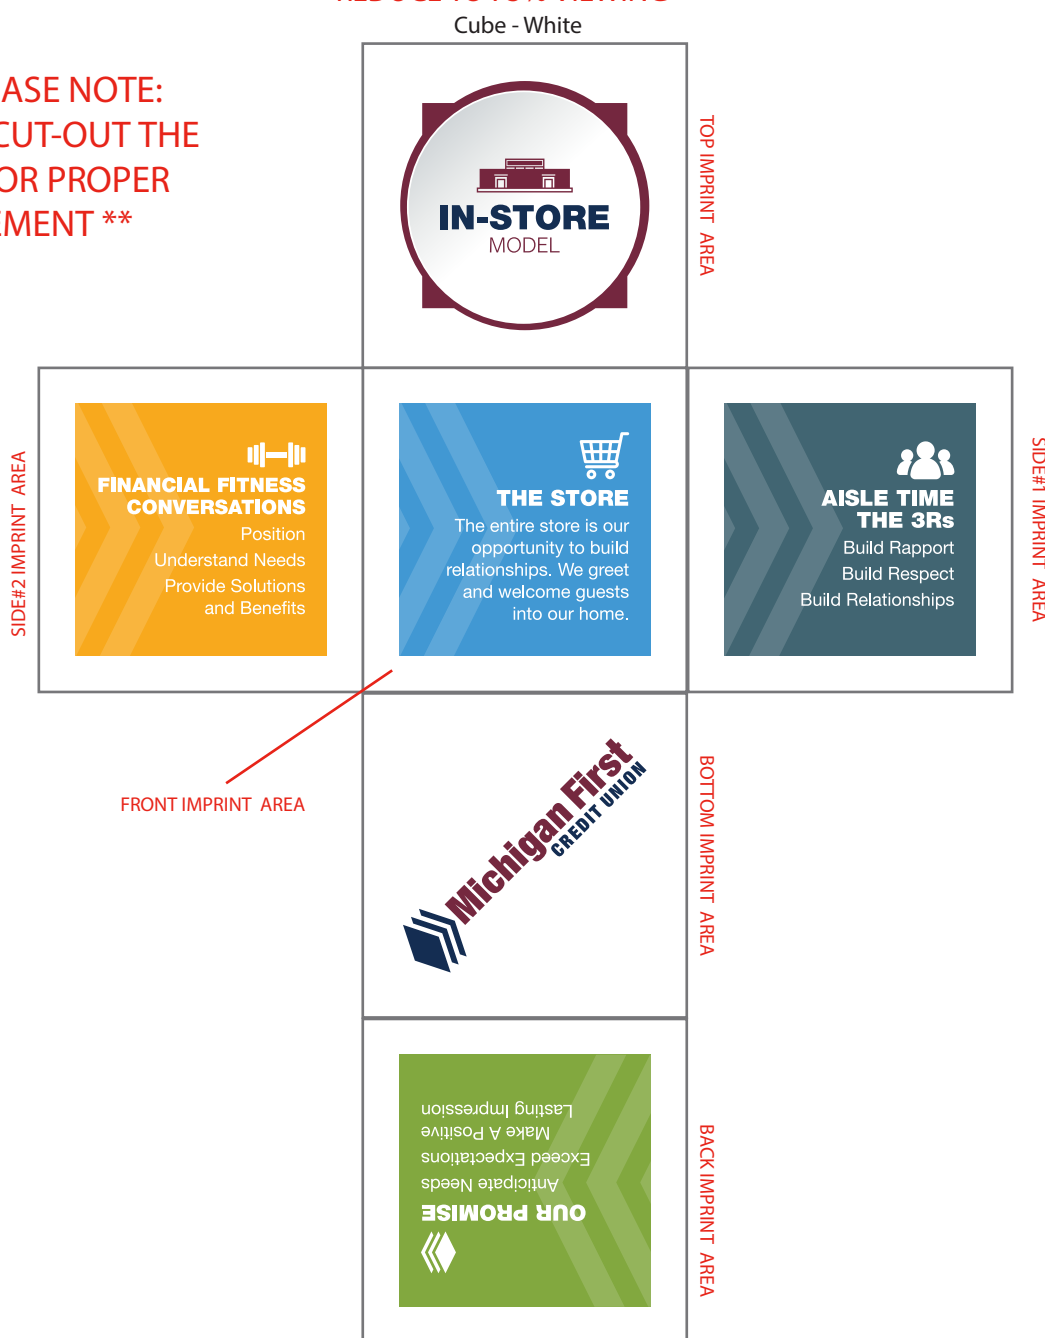 Cube - White
ASE NOTE:
CUT-OUT THE
OR PROPER
EMENT **
IN-STORE
MODEL
TOP IMPRINT AREA
SIDE#2 IMPRINT AREA
FINANCIAL FITNESS
CONVERSATIONS
Position
Understand Needs
Provide Solutions
and Benefits
THE STORE
The entire store is our
opportunity to build
relationships. We greet
and welcome guests
into our home.
AISLE TIME
THE 3Rs
Build Rapport
Build Respect
Build Relationships
SIDE#1 IMPRINT AREA
FRONT IMPRINT AREA
Michigan First
CREDIT UNION
BOTTOM IMPRINT AREA
OUR PROMISE
Anticipate Needs
Exceed Expectations
Make A Positive
Lasting Impression
BACK IMPRINT AREA